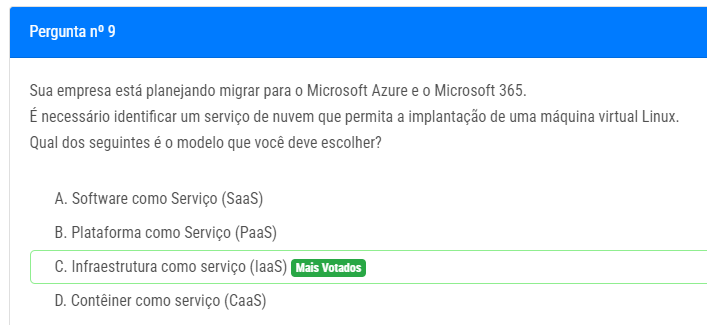 Pergunta nº 9
Sua empresa está planejando migrar para o Microsoft Azure e o Microsoft 365.
É necessário identificar um serviço de nuvem que permita a implantação de uma máquina virtual Linux.
Qual dos seguintes é o modelo que você deve escolher?
A. Software como Serviço (SaaS)
B. Plataforma como Serviço (PaaS)
C. Infraestrutura como serviço (IaaS) Mais Votados
D. Contêiner como serviço (CaaS)